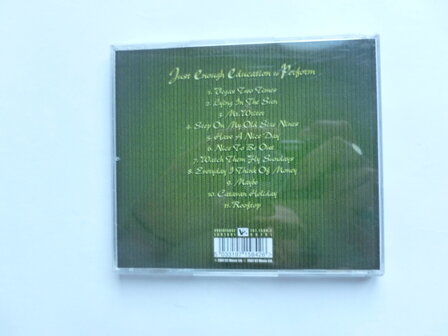 Just Enough Education to Perform
1. Vegas Two Times
2. Lying In The Sun
3. Mr. Writer
4. Step On My Old Size Nines
5. Have A Nice Day
6. Nice To Be Out
7. Watch Them Fly Sundays
8. Everyday I Think Of Money
9. Maybe
10. Caravan Holiday
11. Rooftop